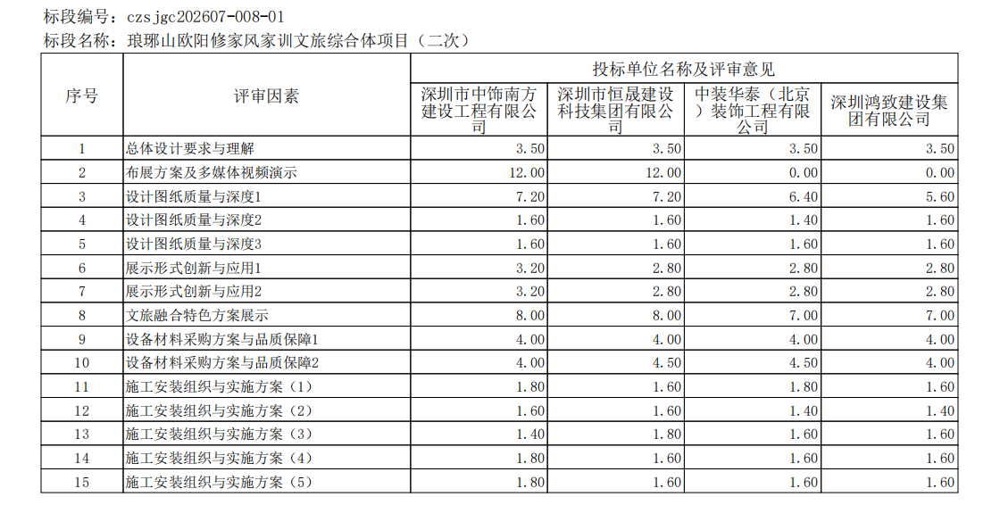 标段编号：czsjgc202607-008-01
标段名称：琅琊山欧阳修家风家训文旅综合体项目（二次）
序号 评审因素 投标单位名称及评审意见
深圳市中饰南方建设工程有限公司 深圳市恒晟建设科技集团有限公司 中装华泰（北京）装饰工程有限公司 深圳鸿致建设集团有限公司
1 总体设计要求与理解 3.50 3.50 3.50 3.50
2 布展方案及多媒体视频演示 12.00 12.00 0.00 0.00
3 设计图纸质量与深度1 7.20 7.20 6.40 5.60
4 设计图纸质量与深度2 1.60 1.60 1.40 1.60
5 设计图纸质量与深度3 1.60 1.60 1.60 1.60
6 展示形式创新与应用1 3.20 2.80 2.80 2.80
7 展示形式创新与应用2 3.20 2.80 2.80 2.80
8 文旅融合特色方案展示 8.00 8.00 7.00 7.00
9 设备材料采购方案与品质保障1 4.00 4.00 4.00 4.00
10 设备材料采购方案与品质保障2 4.00 4.50 4.50 4.00
11 施工安装组织与实施方案（1） 1.80 1.60 1.80 1.60
12 施工安装组织与实施方案（2） 1.60 1.60 1.40 1.40
13 施工安装组织与实施方案（3） 1.40 1.80 1.60 1.60
14 施工安装组织与实施方案（4） 1.80 1.60 1.60 1.60
15 施工安装组织与实施方案（5） 1.80 1.60 1.60 1.60